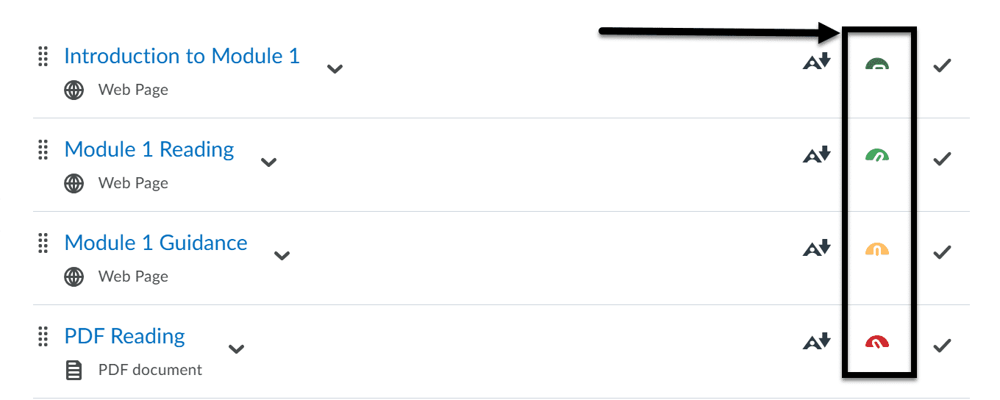 Introduction to Module 1
Web Page
Module 1 Reading
Web Page
Module 1 Guidance
Web Page
PDF Reading
PDF document